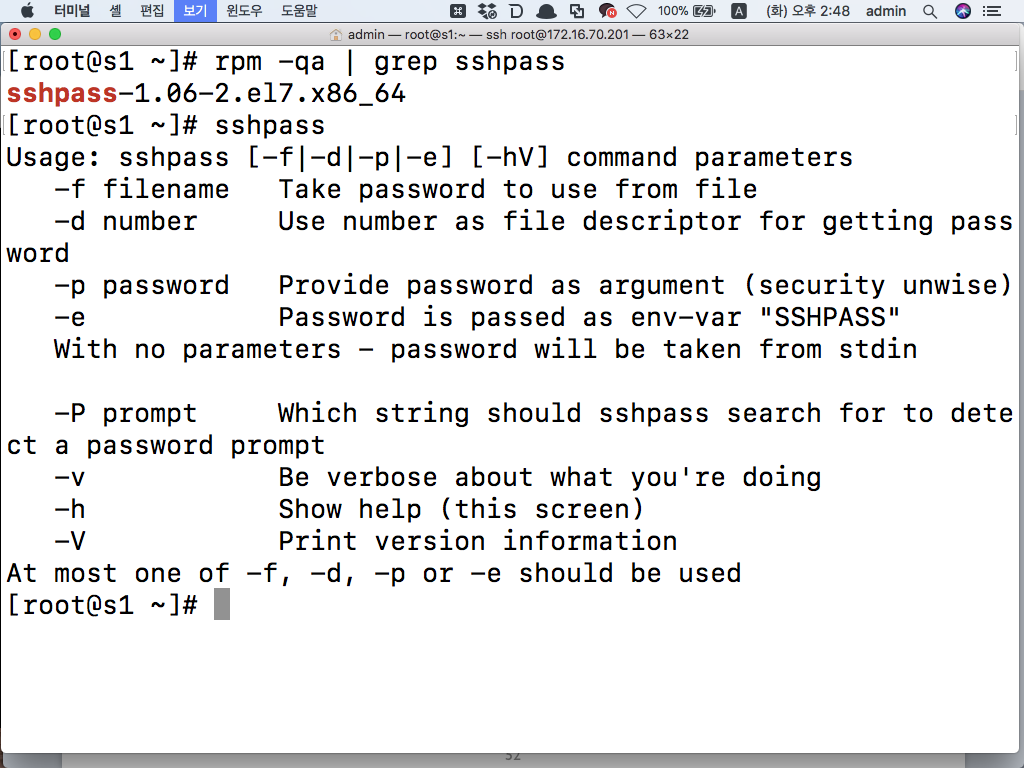 터미널 셸 편집 보기 윈도우 도움말 100% A (화) 오후 2:48 admin
admin — root@s1:~ — ssh root@172.16.70.201 — 63×22
[root@s1 ~]# rpm -qa | grep sshpass
sshpass-1.06-2.el7.x86_64
[root@s1 ~]# sshpass
Usage: sshpass [-f|-d|-p|-e] [-hV] command parameters
   -f filename   Take password to use from file
   -d number     Use number as file descriptor for getting pass
word
   -p password   Provide password as argument (security unwise)
   -e            Password is passed as env-var "SSHPASS"
   With no parameters - password will be taken from stdin

   -P prompt     Which string should sshpass search for to dete
ct a password prompt
   -v            Be verbose about what you're doing
   -h            Show help (this screen)
   -V            Print version information
At most one of -f, -d, -p or -e should be used
[root@s1 ~]#
52